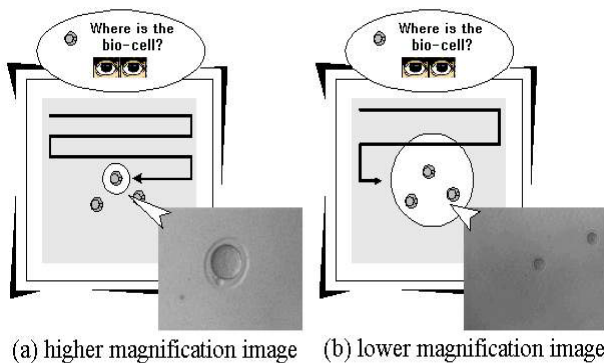 Where is the
bio-cell?
Where is the
bio-cell?
(a) higher magnification image
(b) lower magnification image